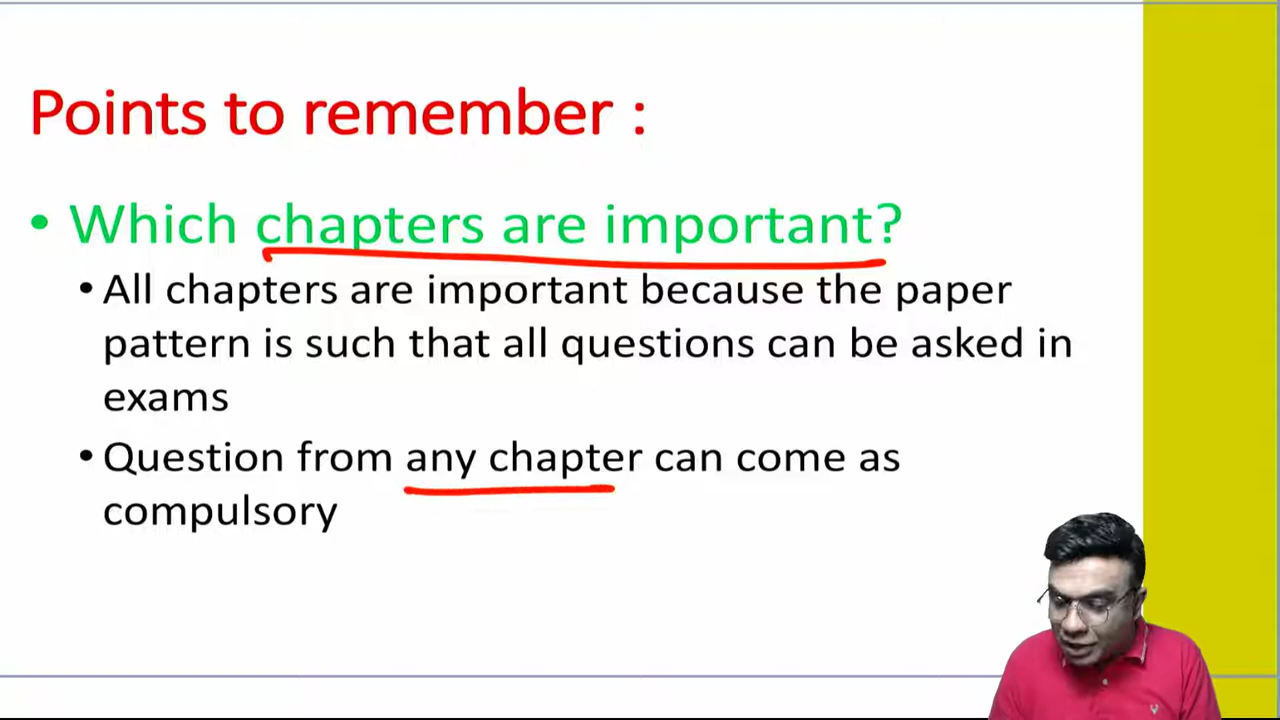 Points to remember :
• Which chapters are important?
• All chapters are important because the paper
pattern is such that all questions can be asked in
exams
• Question from any chapter can come as
compulsory